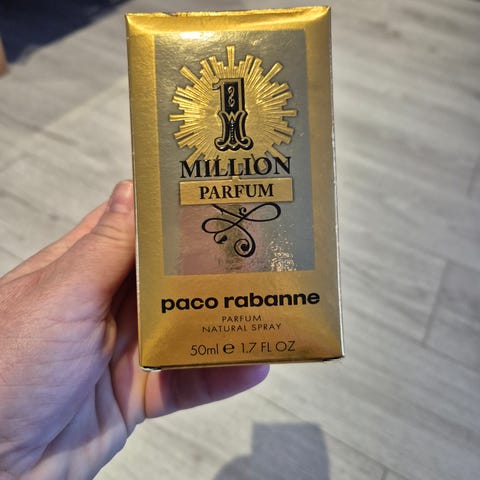 1
MILLION
PARFUM
paco rabanne
PARFUM
NATURAL SPRAY
50ml ℮ 1.7 FL OZ